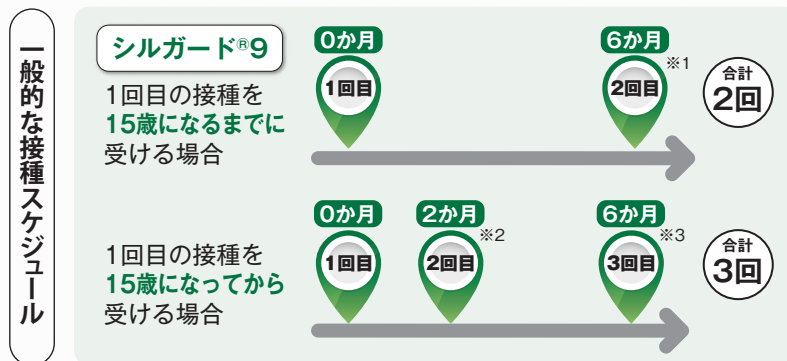 一般的な接種スケジュール
シルガード®9
1回目の接種を
15歳になるまでに
受ける場合
0か月
1回目
6か月
2回目
※1
合計
2回
1回目の接種を
15歳になってから
受ける場合
0か月
1回目
2か月
2回目
※2
6か月
3回目
※3
合計
3回